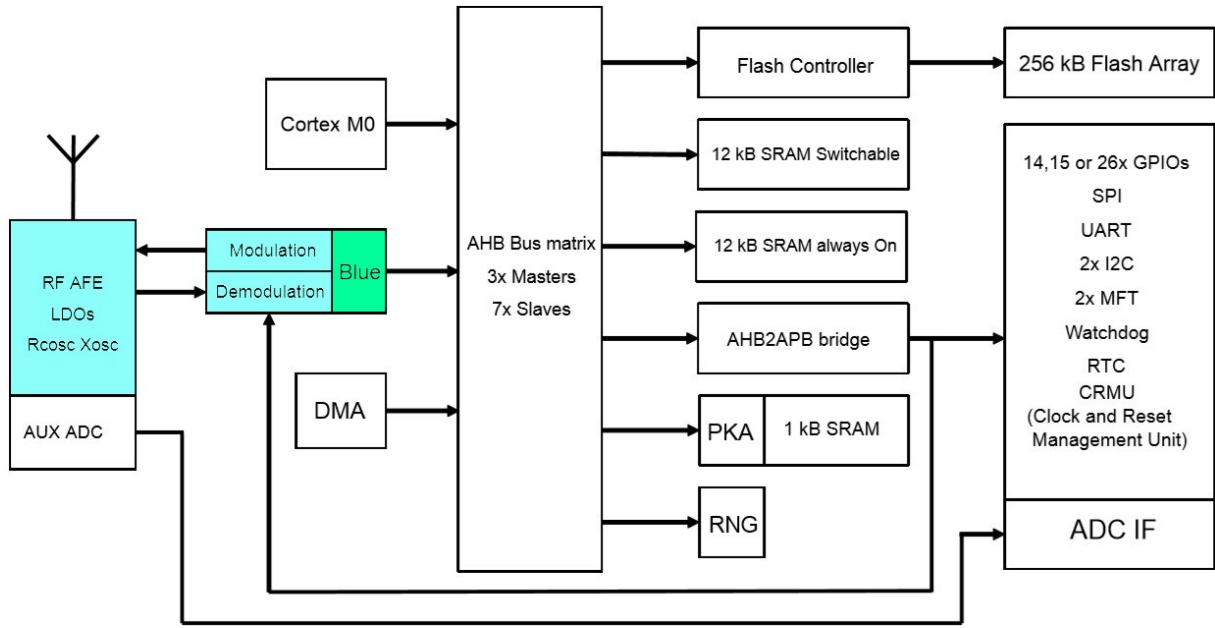 Flash Controller
256 kB Flash Array
Cortex M0
12 kB SRAM Switchable
14,15 or 26x GPIOs
SPI
UART
2x I2C
2x MFT
Watchdog
RTC
CRMU
(Clock and Reset
Management Unit)
Modulation
Demodulation
Blue
AHB Bus matrix
3x Masters
7x Slaves
12 kB SRAM always On
RF AFE
LDOs
Rcosc Xosc
AHB2APB bridge
DMA
AUX ADC
PKA
1 kB SRAM
RNG
ADC IF